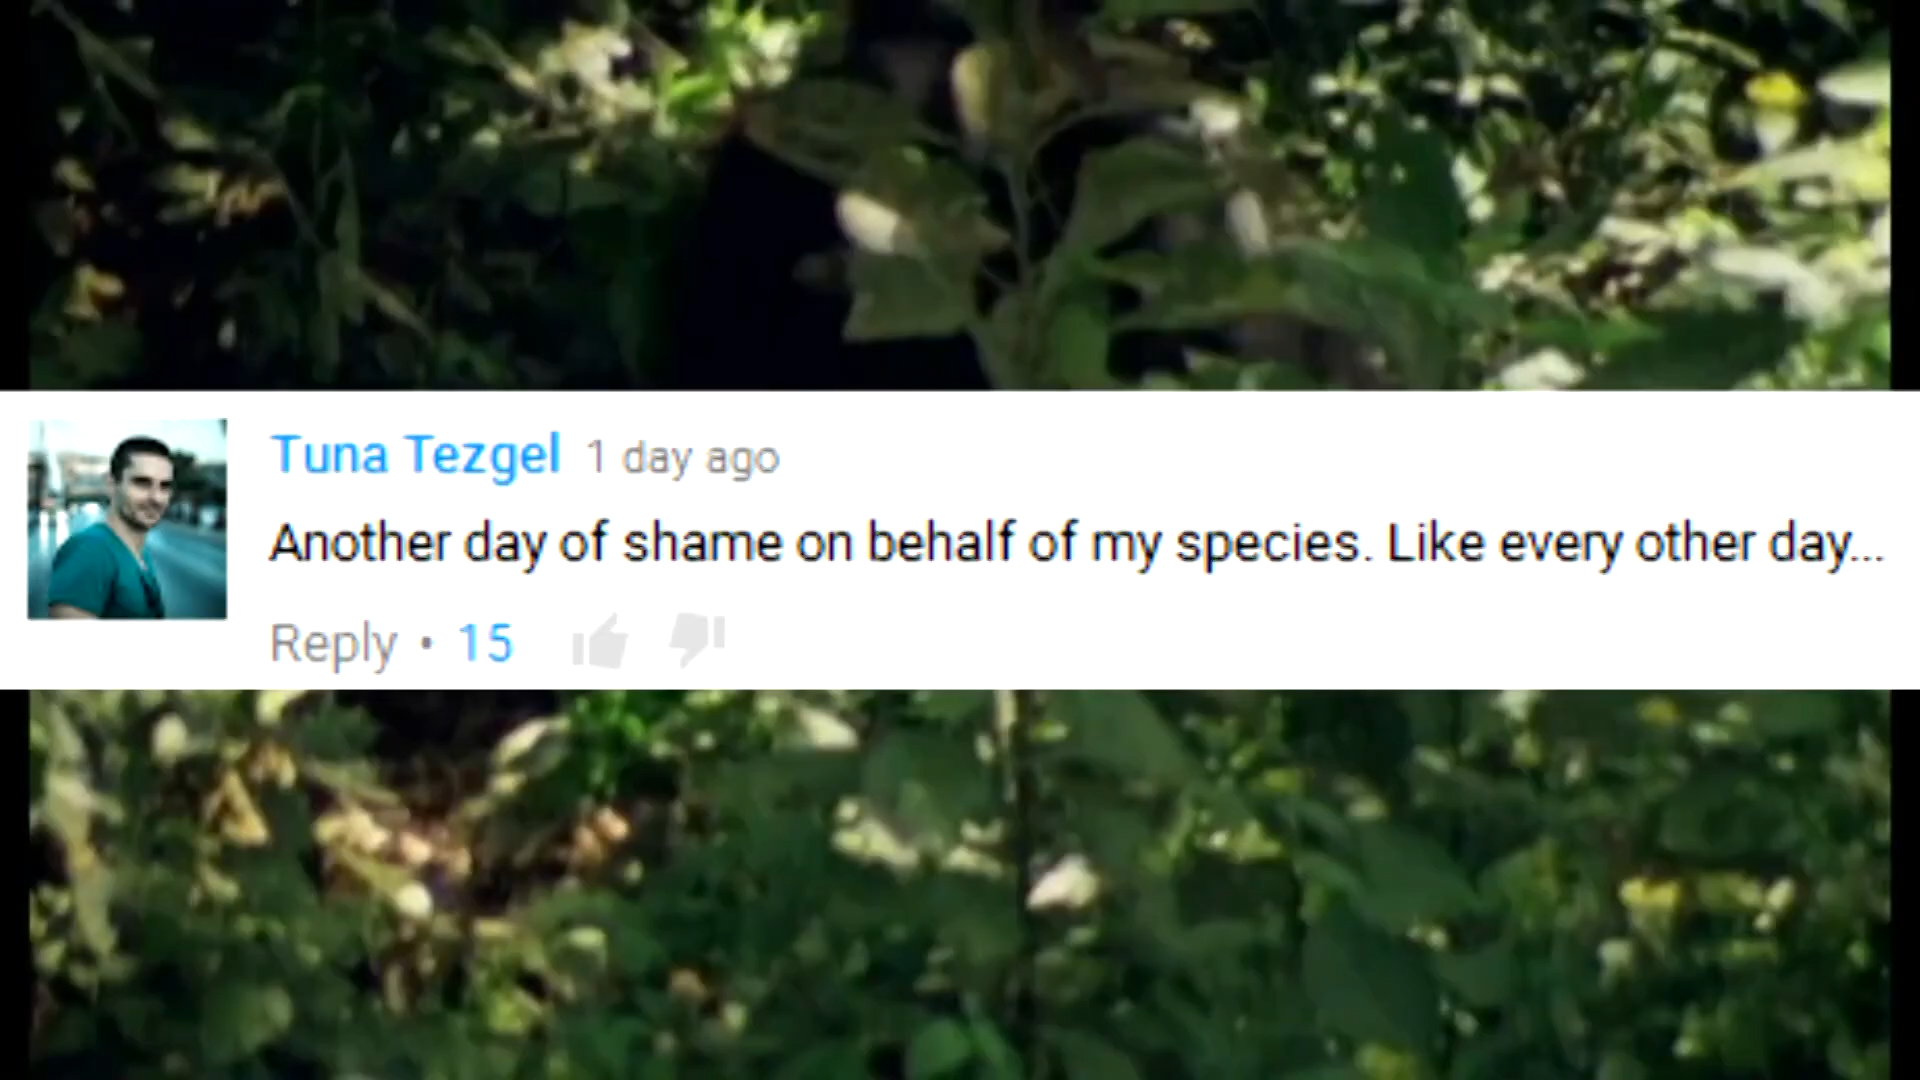 Tuna Tezgel 1 day ago
Another day of shame on behalf of my species. Like every other day...
Reply • 15